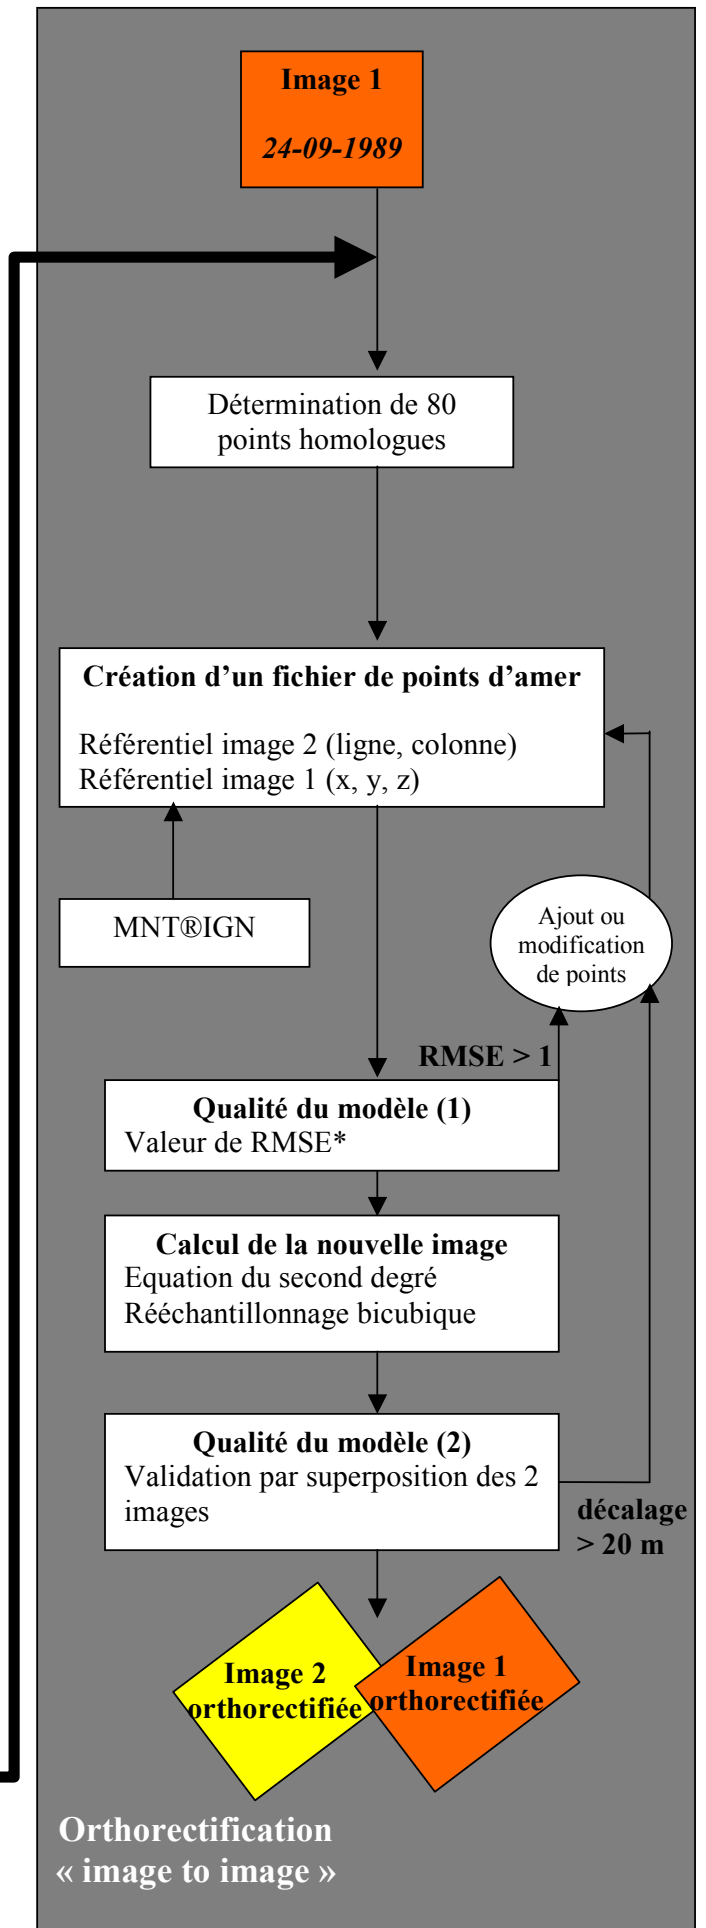 Image 1
24-09-1989
Détermination de 80
points homologues
Création d'un fichier de points d'amer
Référentiel image 2 (ligne, colonne)
Référentiel image 1 (x, y, z)
MNT®IGN
Ajout ou
modification
de points
RMSE > 1
Qualité du modèle (1)
Valeur de RMSE*
Calcul de la nouvelle image
Equation du second degré
Rééchantillonnage bicubique
Qualité du modèle (2)
Validation par superposition des 2
images
décalage
> 20 m
Image 2
orthorectifiée
Image 1
orthorectifiée
Orthorectification
« image to image »